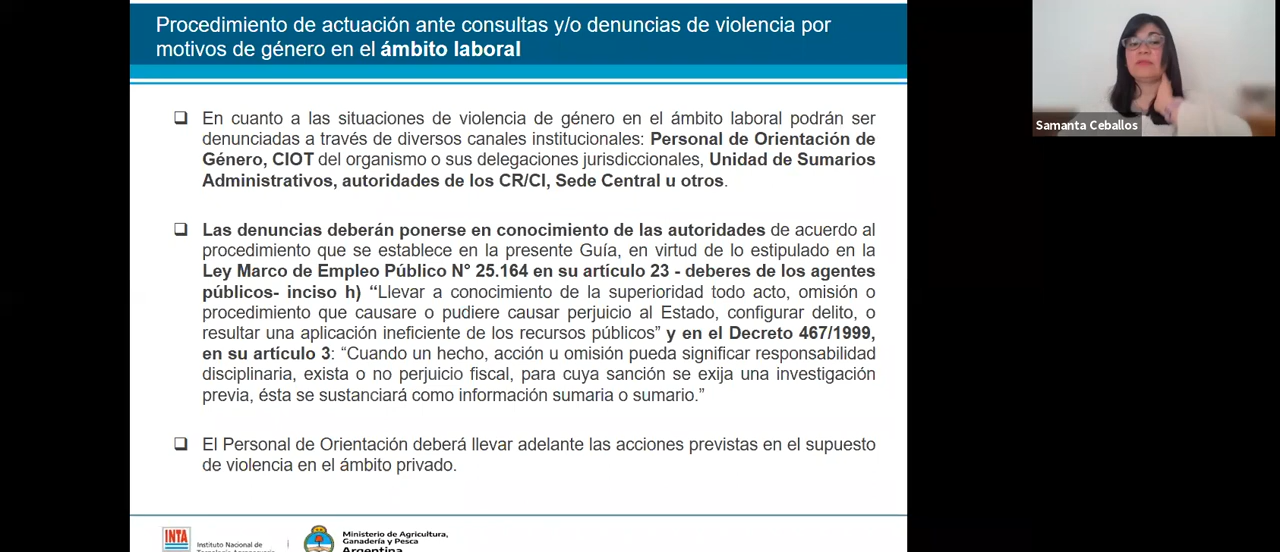 Procedimiento de actuación ante consultas y/o denuncias de violencia por
motivos de género en el ámbito laboral
Samanta Ceballos
En cuanto a las situaciones de violencia de género en el ámbito laboral podrán ser
denunciadas a través de diversos canales institucionales: Personal de Orientación de
Género, CIOT del organismo o sus delegaciones jurisdiccionales, Unidad de Sumarios
Administrativos, autoridades de los CR/CI, Sede Central u otros.
Las denuncias deberán ponerse en conocimiento de las autoridades de acuerdo al
procedimiento que se establece en la presente Guía, en virtud de lo estipulado en la
Ley Marco de Empleo Público N° 25.164 en su artículo 23 - deberes de los agentes
públicos- inciso h) “Llevar a conocimiento de la superioridad todo acto, omisión o
procedimiento que causare o pudiere causar perjuicio al Estado, configurar delito, o
resultar una aplicación ineficiente de los recursos públicos” y en el Decreto 467/1999,
en su artículo 3: “Cuando un hecho, acción u omisión pueda significar responsabilidad
disciplinaria, exista o no perjuicio fiscal, para cuya sanción se exija una investigación
previa, ésta se sustanciará como información sumaria o sumario.”
El Personal de Orientación deberá llevar adelante las acciones previstas en el supuesto
de violencia en el ámbito privado.
INTA
Instituto Nacional de
Ministerio de Agricultura,
Ganadería y Pesca
Argentina